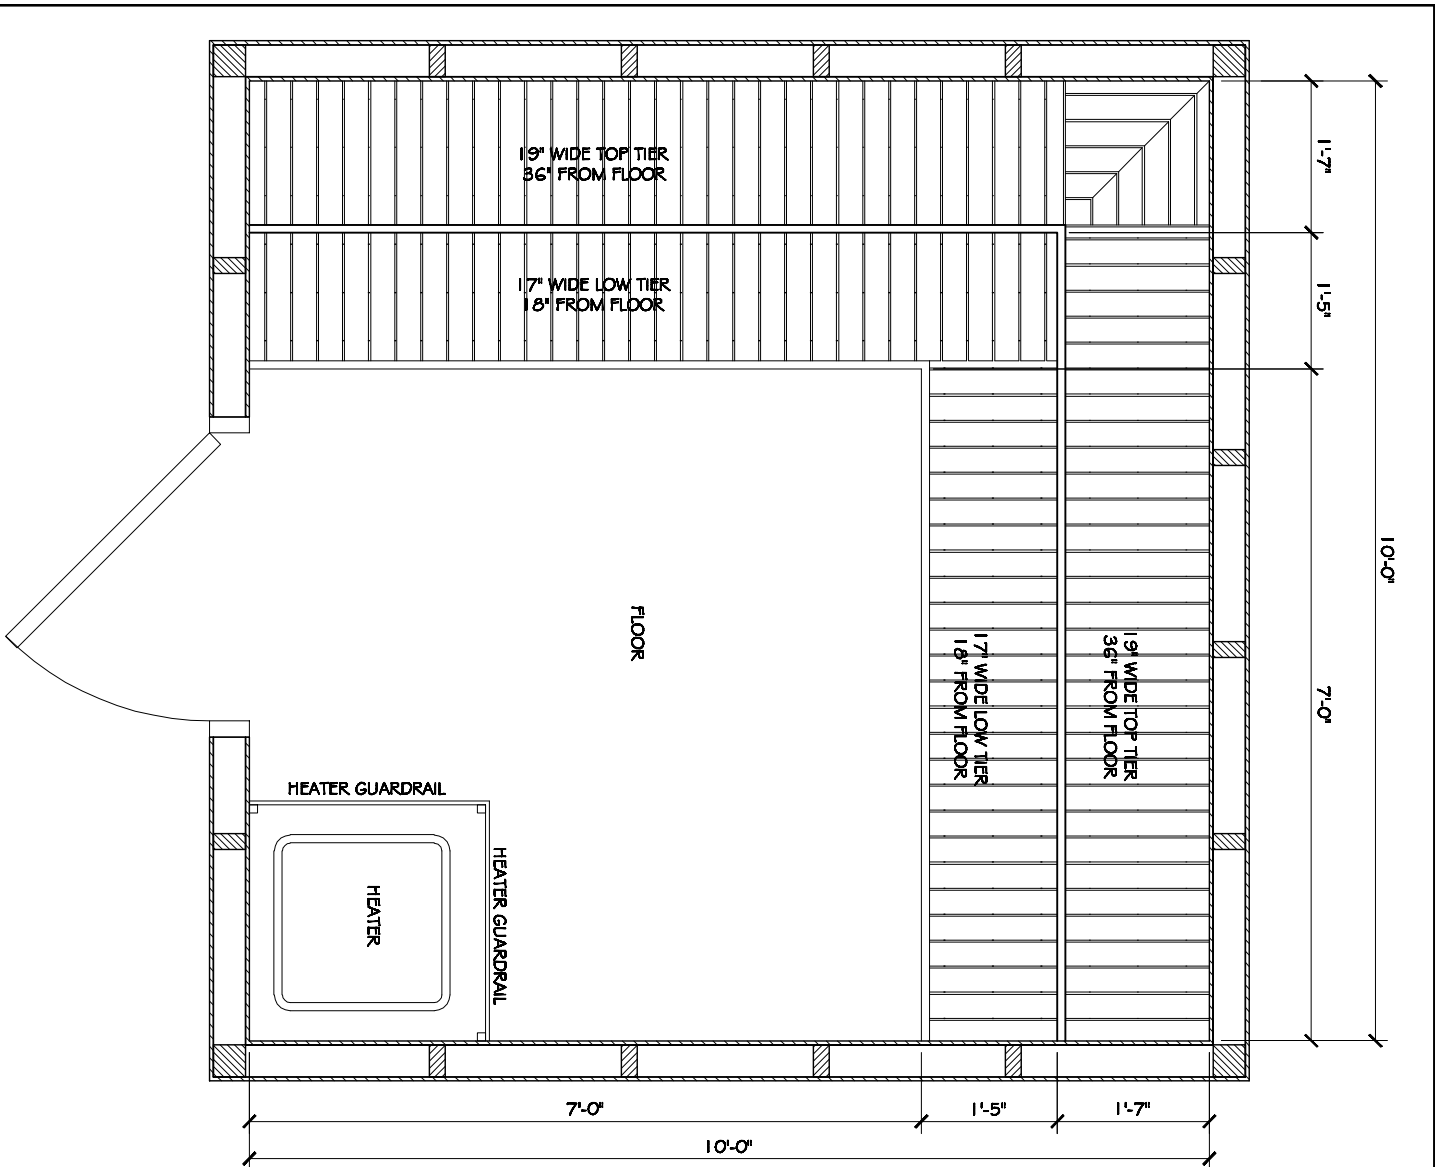 19" WIDE TOP TIER
36" FROM FLOOR
1'-7"
17" WIDE LOW TIER
18" FROM FLOOR
1'-5"
10'-0"
FLOOR
17" WIDE LOW TIER
18" FROM FLOOR
19" WIDE TOP TIER
36" FROM FLOOR
7'-0"
HEATER GUARDRAIL
HEATER
HEATER GUARDRAIL
7'-0"
1'-5"
1'-7"
10'-0"